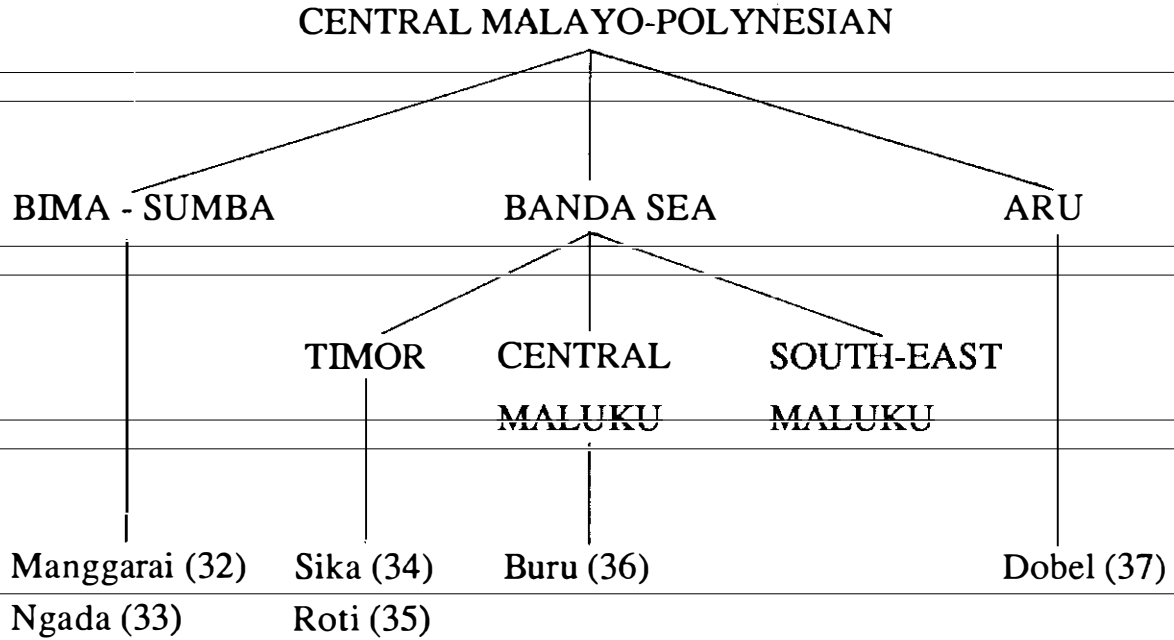 CENTRAL MALAYO-POLYNESIAN
BIMA - SUMBA BANDA SEA ARU
TIMOR CENTRAL SOUTH-EAST
MALUKU MALUKU
Manggarai (32) Sika (34) Buru (36) Dobel (37)
Ngada (33) Roti (35)